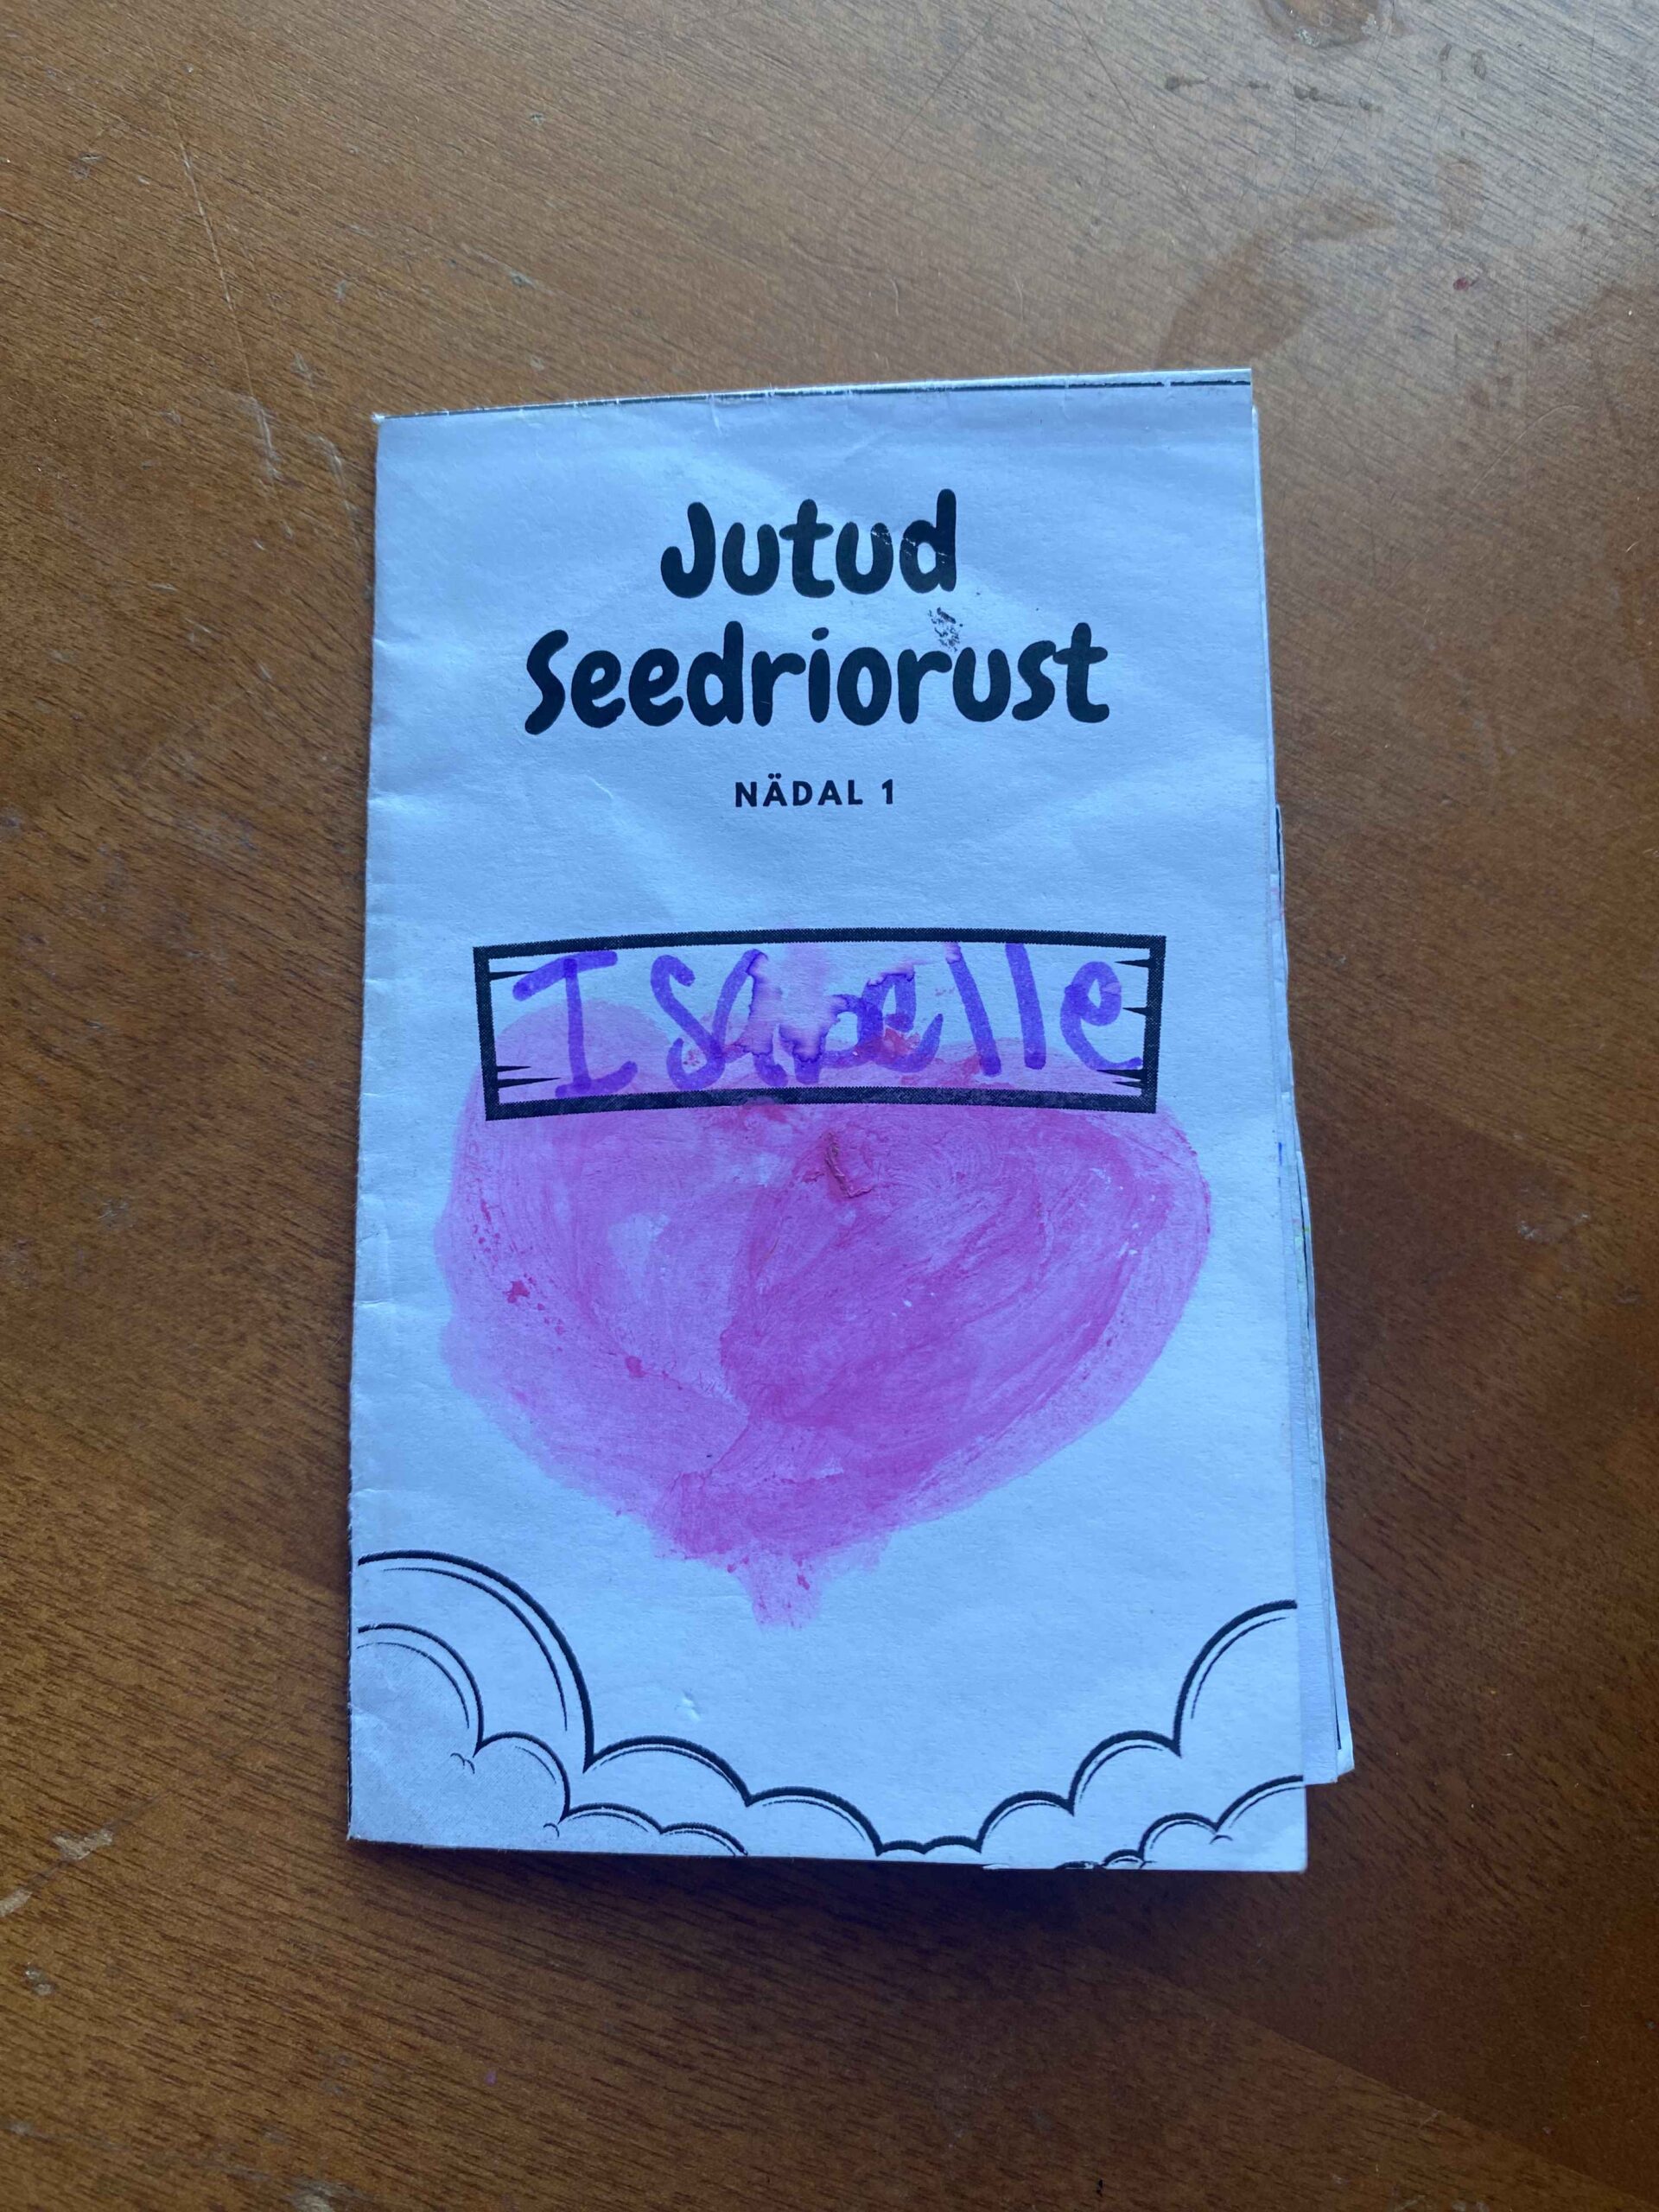 Jutud
Seedriorust
NÄDAL 1
Isabelle